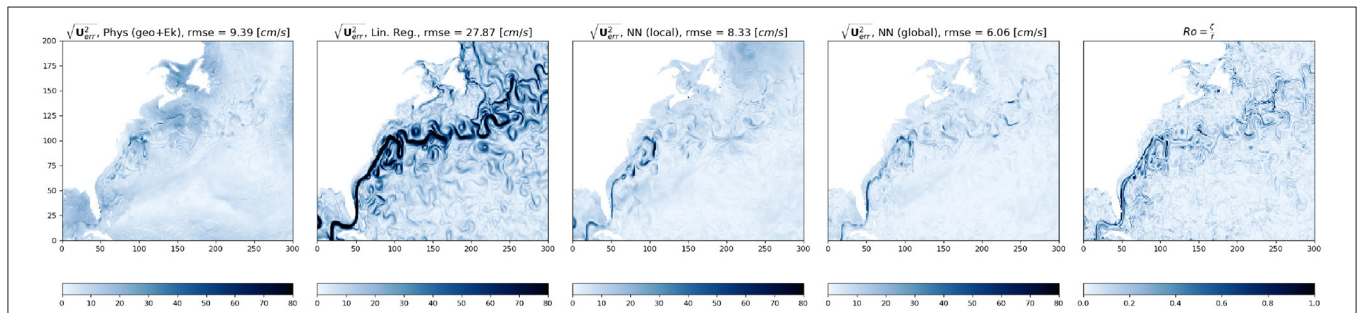 √U²err, Phys (geo+Ek), rmse = 9.39 [cm/s]
√U²err, Lin. Reg., rmse = 27.87 [cm/s]
√U²err, NN (local), rmse = 8.33 [cm/s]
√U²err, NN (global), rmse = 6.06 [cm/s]
Ro = ζ/f
200
175
150
125
100
75
50
25
0
0 50 100 150 200 250 300
0 50 100 150 200 250 300
0 50 100 150 200 250 300
0 50 100 150 200 250 300
0 50 100 150 200 250 300
0 10 20 30 40 50 60 70 80
0 10 20 30 40 50 60 70 80
0 10 20 30 40 50 60 70 80
0 10 20 30 40 50 60 70 80
0.0 0.2 0.4 0.6 0.8 1.0